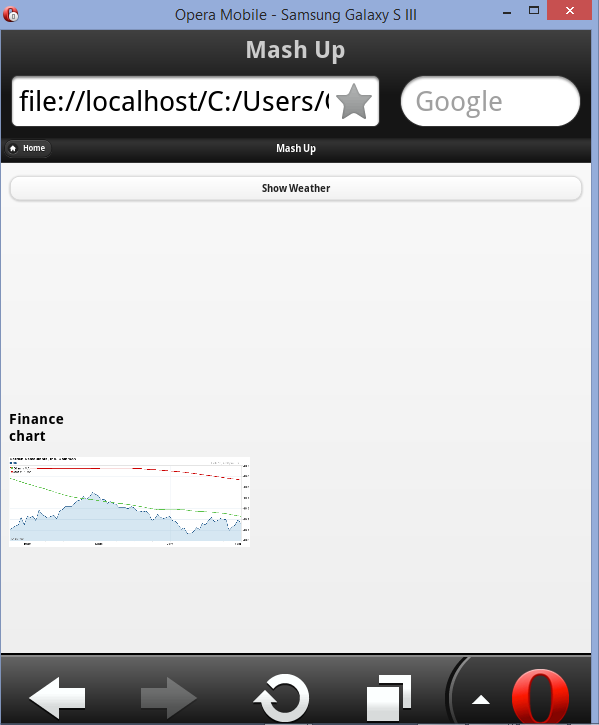 Opera Mobile - Samsung Galaxy S III
Mash Up
file://localhost/C:/Users/
Google
Home
Mash Up
Show Weather
Finance
chart